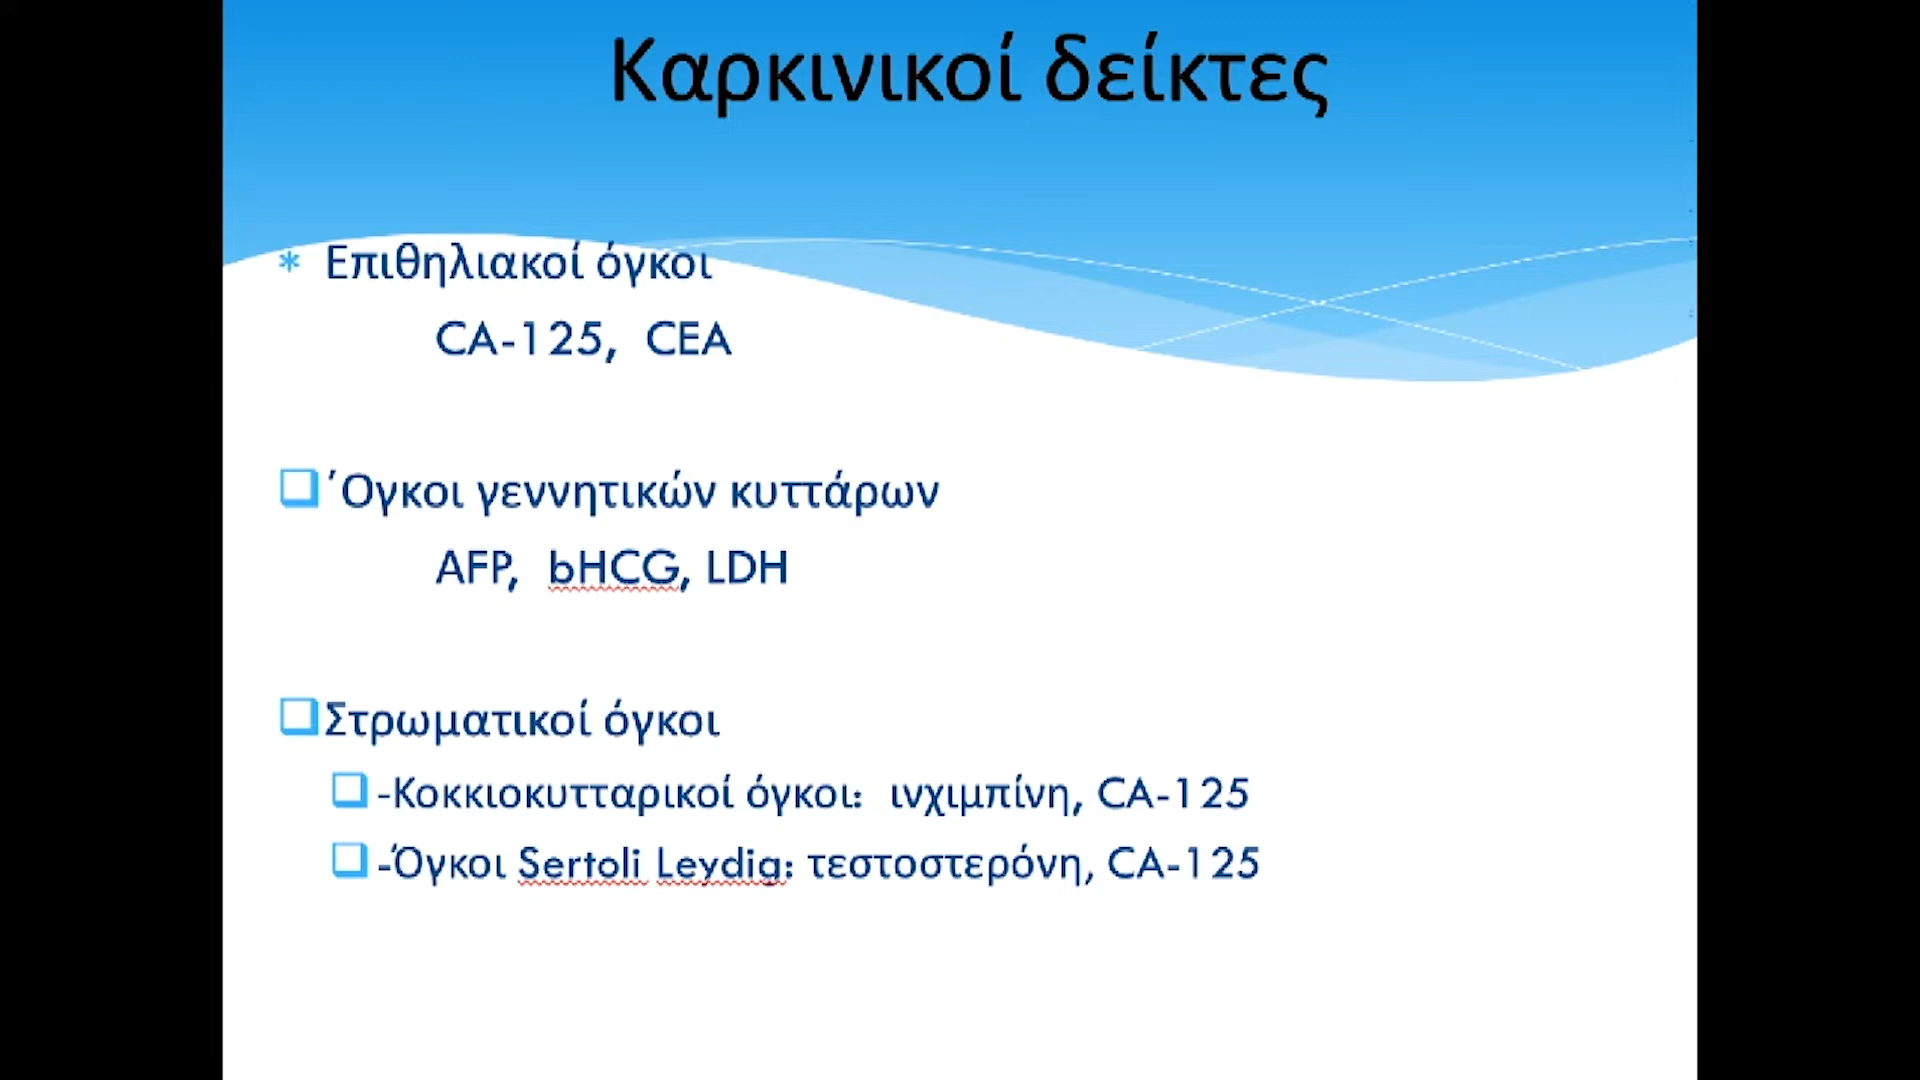 Καρκινικοί δείκτες
* Επιθηλιακοί όγκοι
CA-125, CEA
❑ ΄Ογκοι γεννητικών κυττάρων
AFP, bHCG, LDH
❑ Στρωματικοί όγκοι
❑ -Κοκκιοκυτταρικοί όγκοι: ινχιμπίνη, CA-125
❑ -Όγκοι Sertoli Leydig: τεστοστερόνη, CA-125